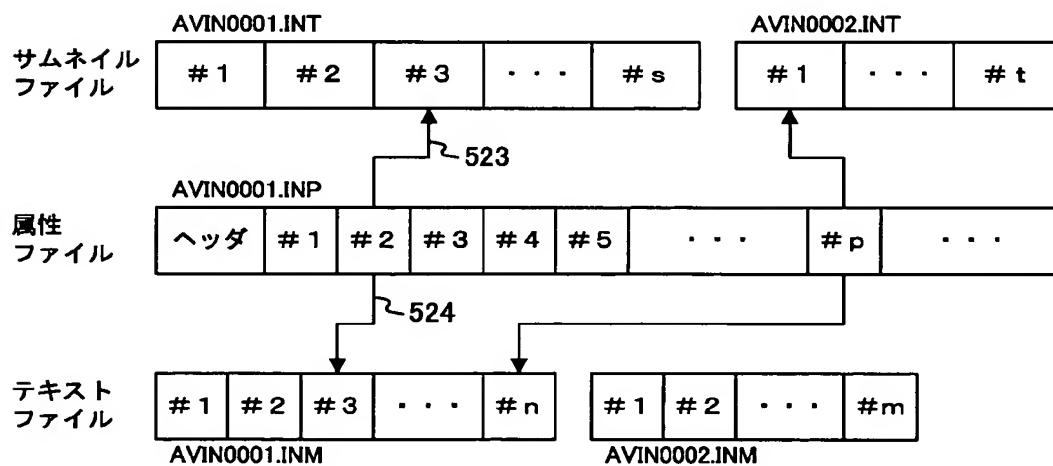 AVIN0001.INT
AVIN0002.INT
サムネイル
ファイル
#1 #2 #3 ・・・ #s
#1 ・・・ #t
523
AVIN0001.INP
属性
ファイル
ヘッダ #1 #2 #3 #4 #5 ・・・ #p ・・・
524
テキスト
ファイル
#1 #2 #3 ・・・ #n
#1 #2 ・・・ #m
AVIN0001.INM
AVIN0002.INM